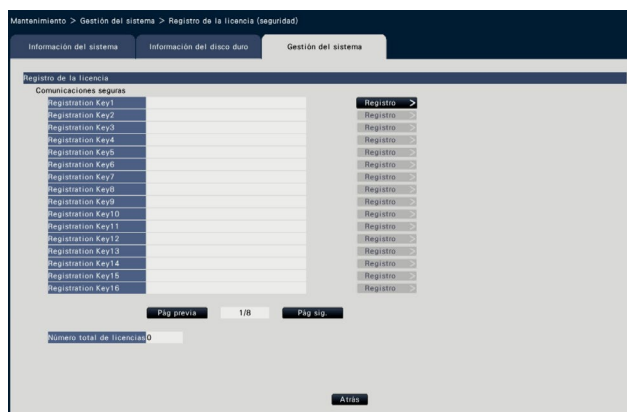 Mantenimiento > Gestión del sistema > Registro de la licencia (seguridad)
Información del sistema Información del disco duro Gestión del sistema
Registro de la licencia
Comunicaciones seguras
Registration Key1 Registro >
Registration Key2 Registro >
Registration Key3 Registro >
Registration Key4 Registro >
Registration Key5 Registro >
Registration Key6 Registro >
Registration Key7 Registro >
Registration Key8 Registro >
Registration Key9 Registro >
Registration Key10 Registro >
Registration Key11 Registro >
Registration Key12 Registro >
Registration Key13 Registro >
Registration Key14 Registro >
Registration Key15 Registro >
Registration Key16 Registro >
Pág previa 1/8 Pág sig.
Número total de licencias 0
Atrás